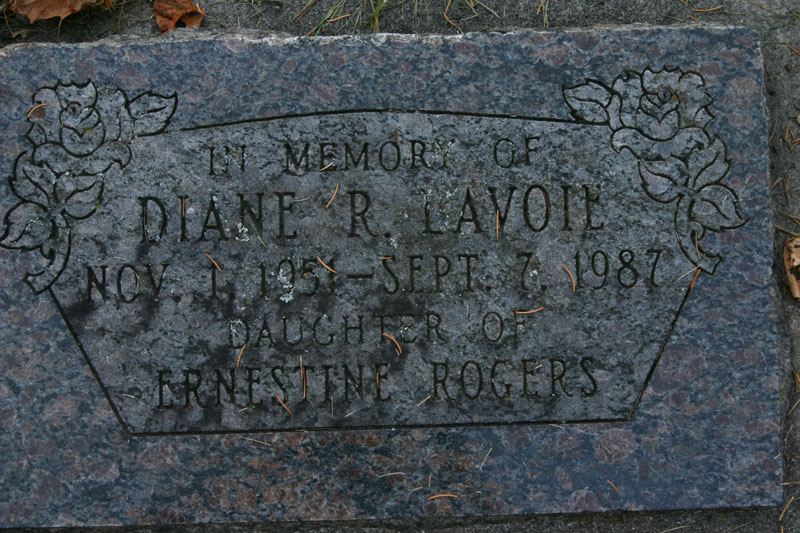 IN MEMORY OF
DIANE R. LAVOIE
NOV. 1, 1951 - SEPT. 7, 1987
DAUGHTER OF
ERNESTINE ROGERS